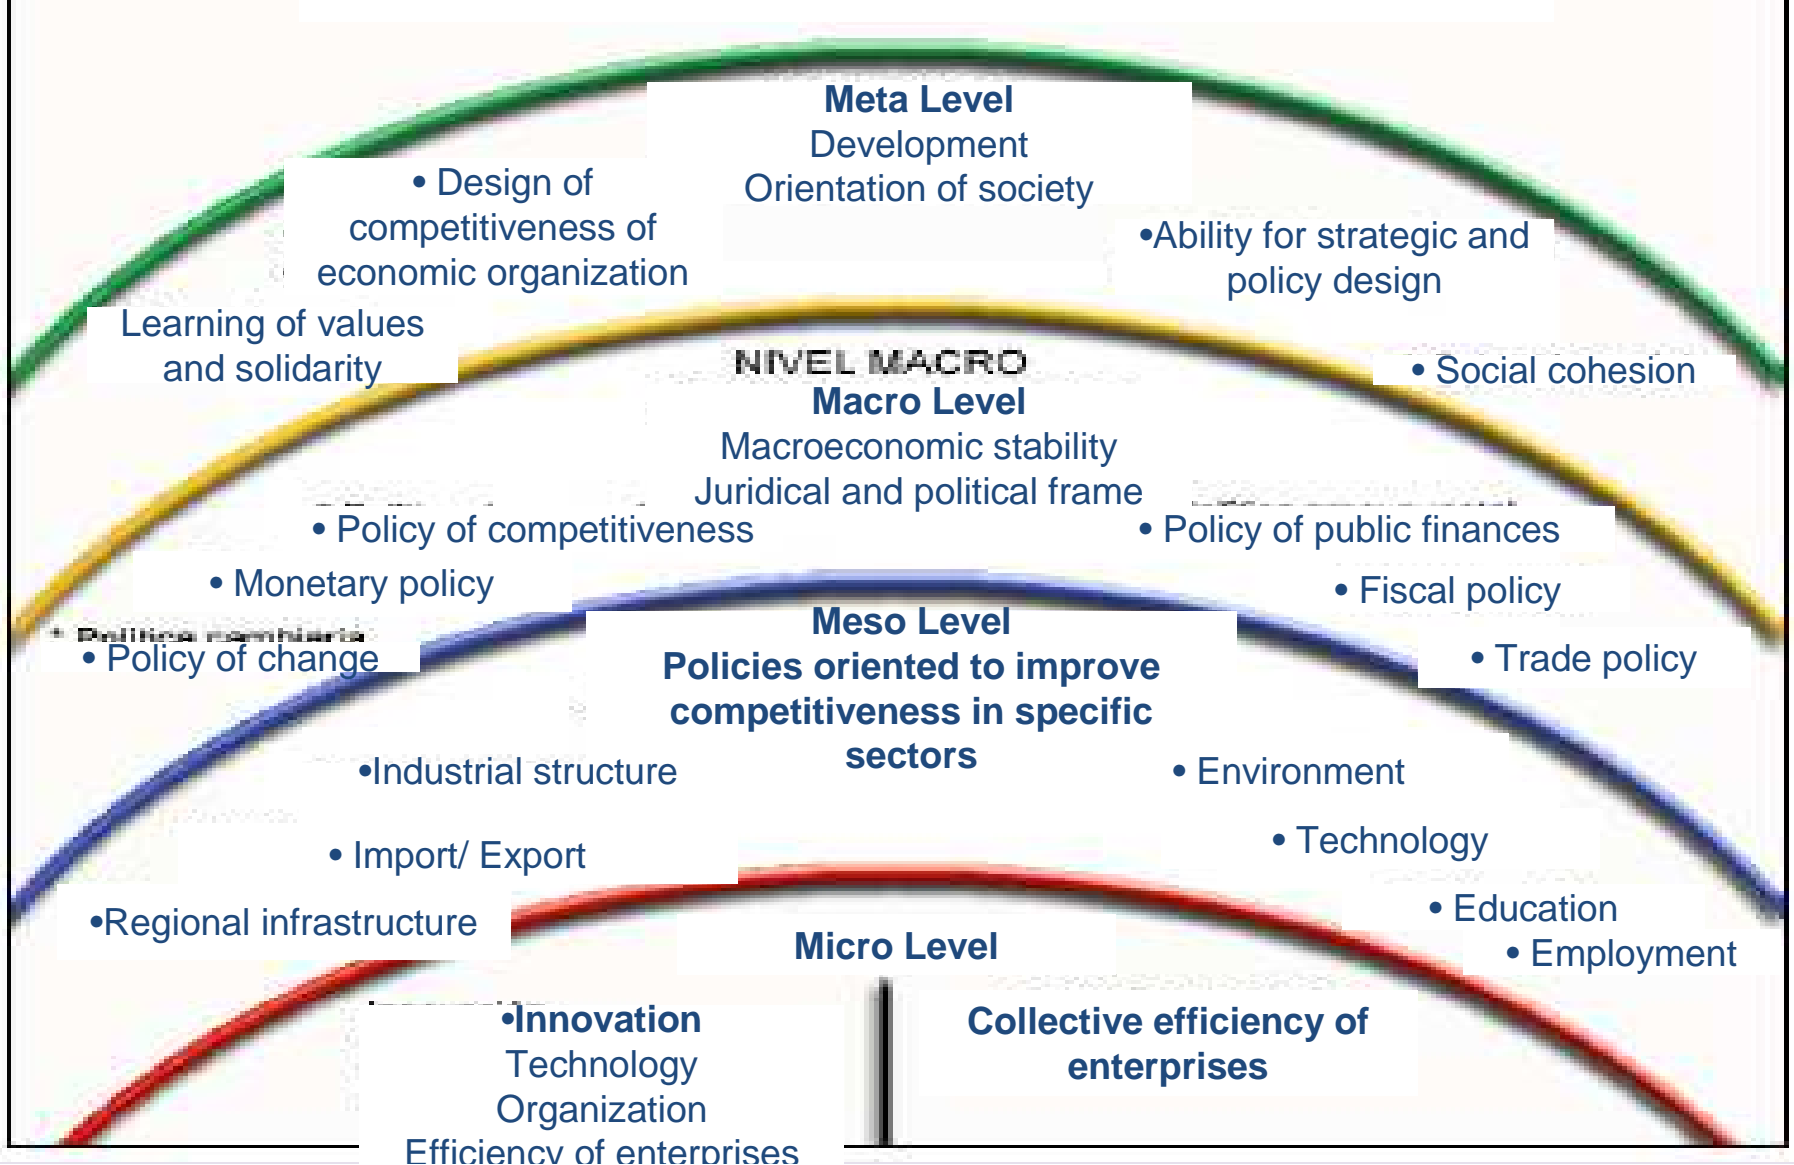 Meta Level
Development
Orientation of society
• Design of
competitiveness of
economic organization
•Ability for strategic and
policy design
Learning of values
and solidarity
• Social cohesion
NIVEL MACRO
Macro Level
Macroeconomic stability
Juridical and political frame
• Policy of competitiveness
• Policy of public finances
• Monetary policy
• Fiscal policy
• Política cambiaria
• Policy of change
• Trade policy
Meso Level
Policies oriented to improve
competitiveness in specific
sectors
•Industrial structure
• Environment
• Import/ Export
• Technology
•Regional infrastructure
• Education
• Employment
Micro Level
•Innovation
Technology
Organization
Efficiency of enterprises
Collective efficiency of
enterprises